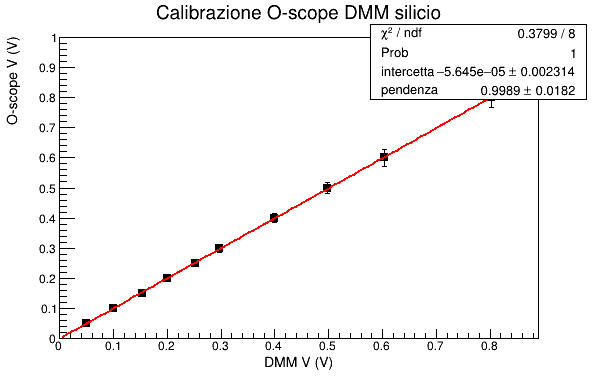 Calibrazione O-scope DMM silicio
χ² / ndf 0.3799 / 8
Prob 1
intercetta −5.645e−05 ± 0.002314
pendenza 0.9989 ± 0.0182
O-scope V (V)
1
0.9
0.8
0.7
0.6
0.5
0.4
0.3
0.2
0.1
0
0 0.1 0.2 0.3 0.4 0.5 0.6 0.7 0.8
DMM V (V)